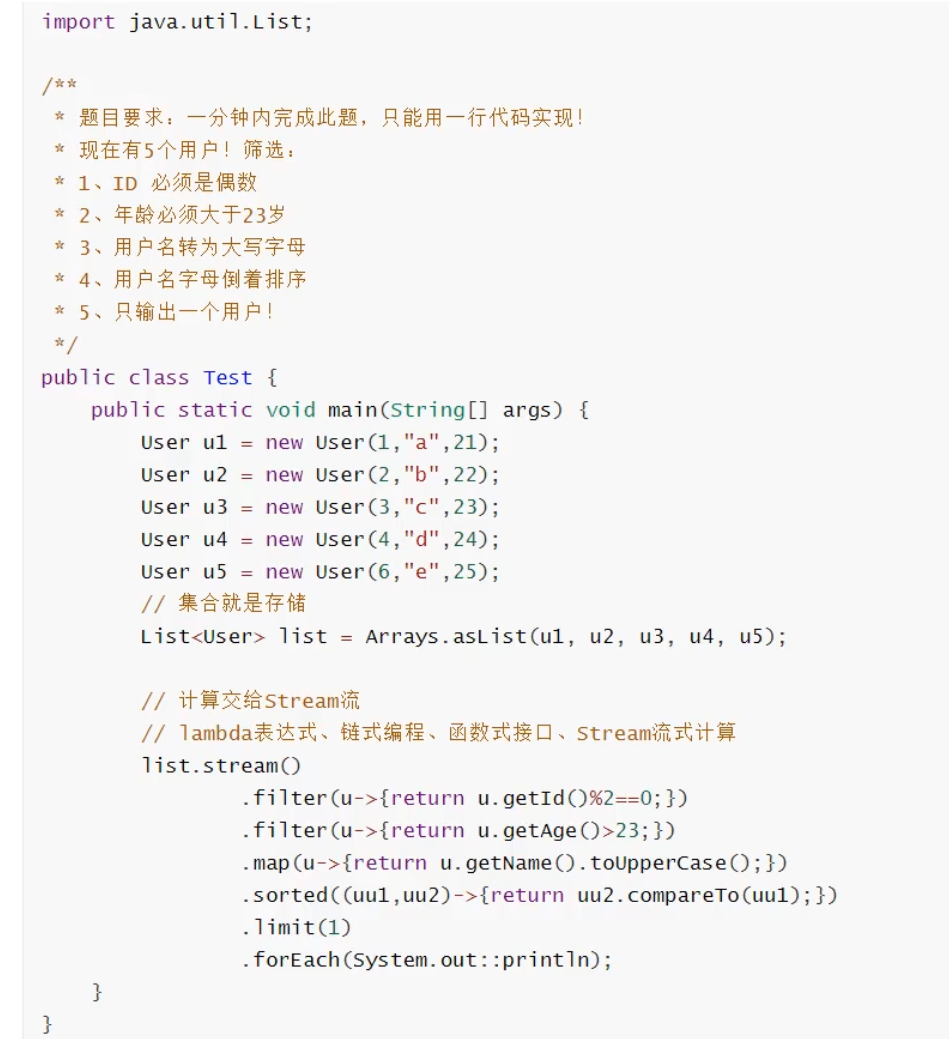 import java.util.List;
/**
 * 题目要求：一分钟内完成此题，只能用一行代码实现！
 * 现在有5个用户！筛选：
 * 1、ID 必须是偶数
 * 2、年龄必须大于23岁
 * 3、用户名转为大写字母
 * 4、用户名字母倒着排序
 * 5、只输出一个用户！
 */
public class Test {
    public static void main(String[] args) {
        User u1 = new User(1,"a",21);
        User u2 = new User(2,"b",22);
        User u3 = new User(3,"c",23);
        User u4 = new User(4,"d",24);
        User u5 = new User(6,"e",25);
        // 集合就是存储
        List<User> list = Arrays.asList(u1, u2, u3, u4, u5);
        // 计算交给Stream流
        // lambda表达式、链式编程、函数式接口、Stream流式计算
        list.stream()
                .filter(u->{return u.getId()%2==0;})
                .filter(u->{return u.getAge()>23;})
                .map(u->{return u.getName().toUpperCase();})
                .sorted((uu1,uu2)->{return uu2.compareTo(uu1);})
                .limit(1)
                .forEach(System.out::println);
    }
}